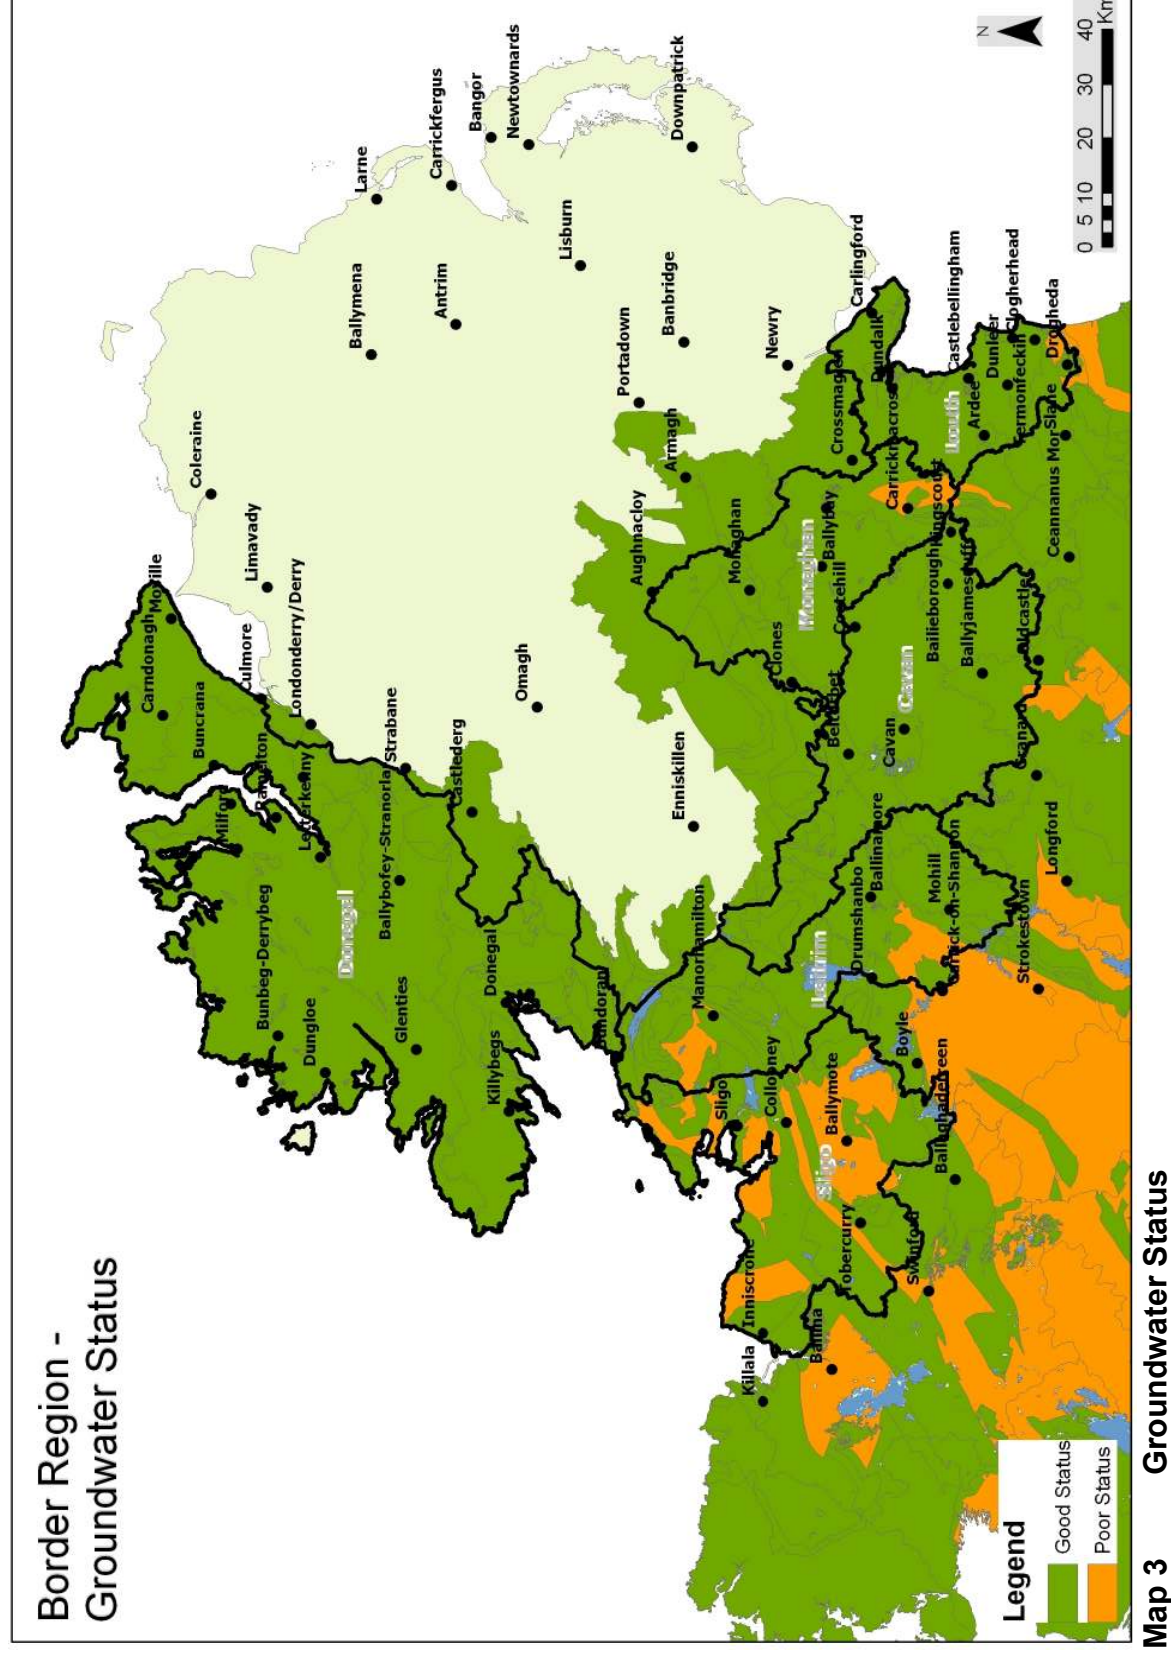 Border Region -
Groundwater Status
N
0 5 10 20 30 40
Km
Carndonagh
Moville
Buncrana
Culmore
Limavady
Coleraine
Milford
Letterkenny
Londonderry/Derry
Bunbeg-Derrybeg
Dungloe
Donegal
Ballybofey-Stranorlar
Strabane
Glenties
Castlederg
Donegal
Killybegs
Omagh
Ballymena
Larne
Antrim
Carrickfergus
Bangor
Newtownards
Lisburn
Portadown
Banbridge
Downpatrick
Armagh
Aughnacloy
Enniskillen
Bundoran
Manorhamilton
Monaghan
Newry
Clones
Monaghan
Ballybay
Crossmaglen
Carlingford
Dundalk
Sligo
Collooney
Leitrim
Drumshanbo
Ballinamore
Belturbet
Cootehill
Carrickmacross
Killala
Inniscrone
Ballina
Sligo
Ballymote
Tobercurry
Boyle
Cavan
Cavan
Bailieborough
Kingscourt
Louth
Castlebellingham
Ardee
Dunleer
Clogherhead
Swinford
Ballaghaderreen
Carrick-on-Shannon
Mohill
Ballyjamesduff
Termonfeckin
Drogheda
Strokestown
Longford
Granard
Oldcastle
Ceannanus Mor
Slane
Legend
Good Status
Poor Status
Map 3 Groundwater Status